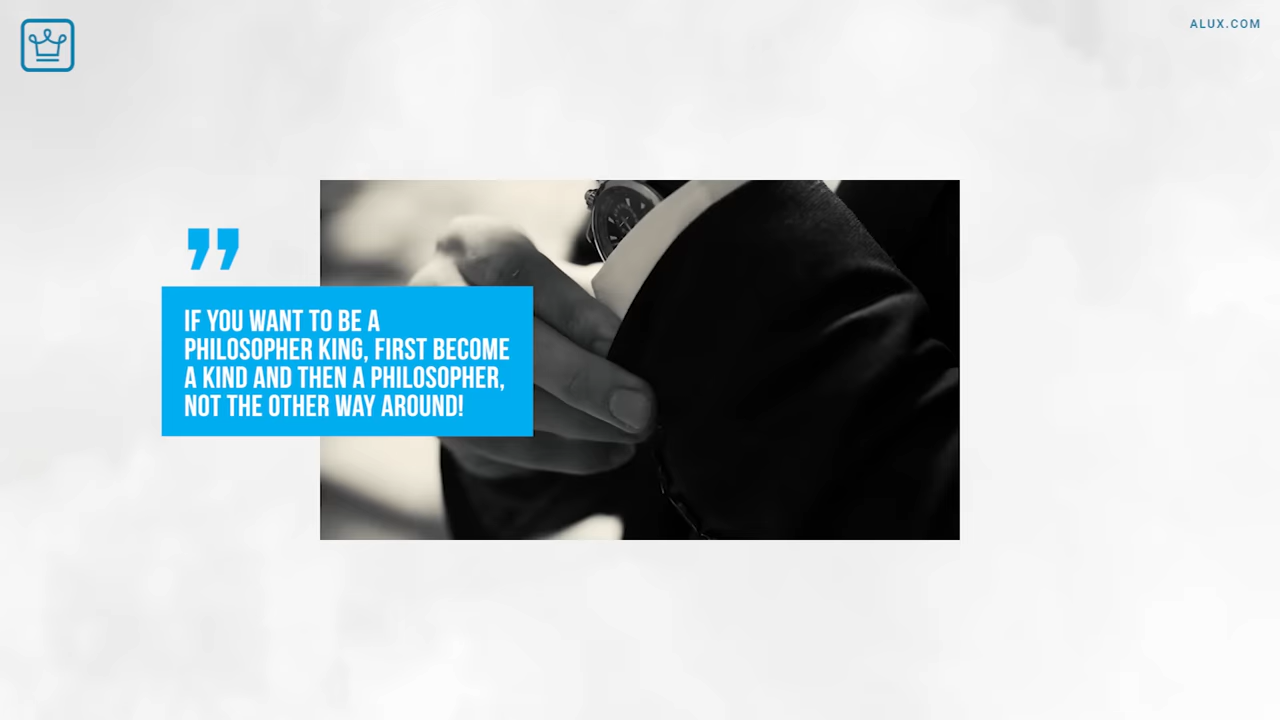 ALUX.COM
”
IF YOU WANT TO BE A
PHILOSOPHER KING, FIRST BECOME
A KIND AND THEN A PHILOSOPHER,
NOT THE OTHER WAY AROUND!